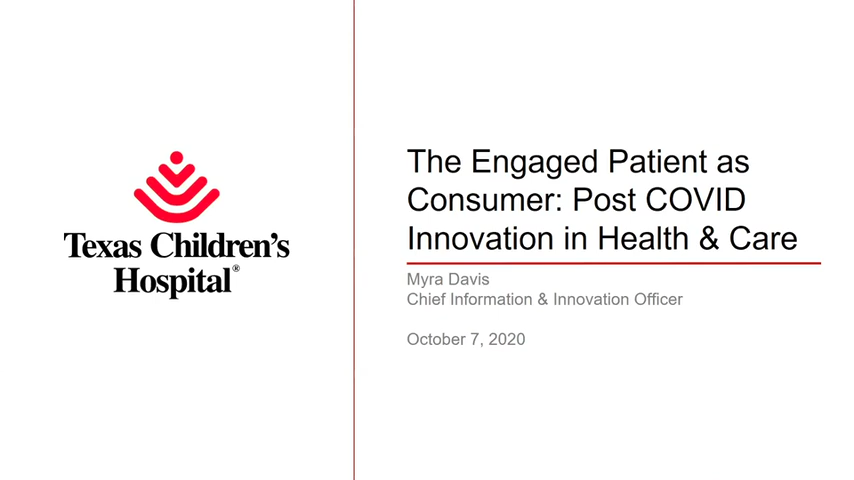 Texas Children's
Hospital®
The Engaged Patient as
Consumer: Post COVID
Innovation in Health & Care
Myra Davis
Chief Information & Innovation Officer
October 7, 2020